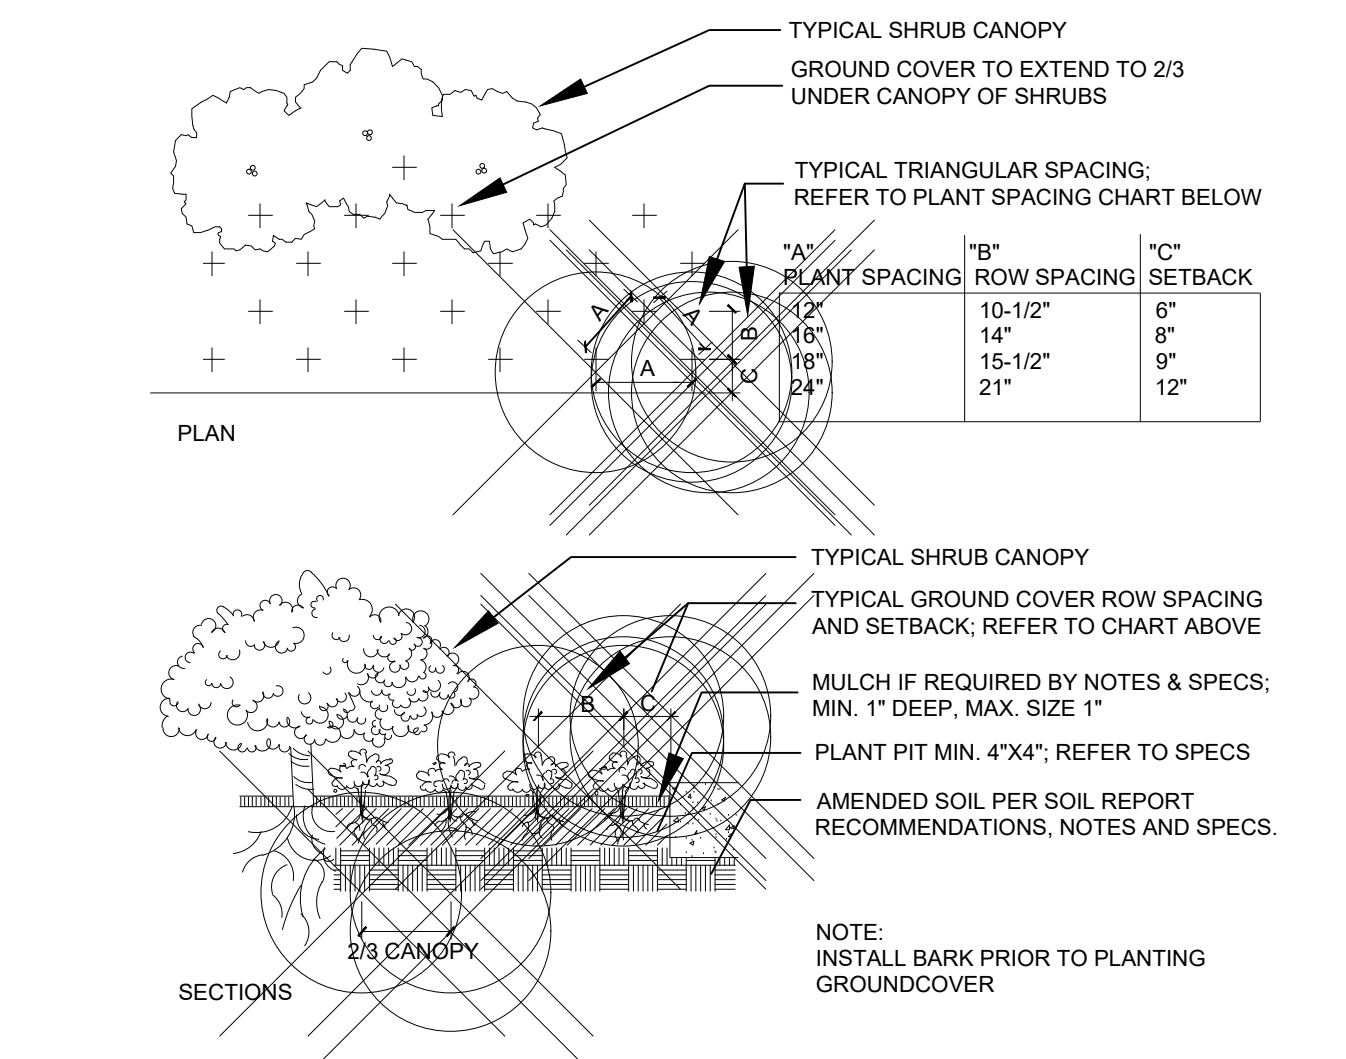 TYPICAL SHRUB CANOPY
GROUND COVER TO EXTEND TO 2/3
UNDER CANOPY OF SHRUBS
TYPICAL TRIANGULAR SPACING;
REFER TO PLANT SPACING CHART BELOW
"A" "B" "C"
PLANT SPACING ROW SPACING SETBACK
12" 10-1/2" 6"
16" 14" 8"
18" 15-1/2" 9"
24" 21" 12"
A
A
B
A
C
PLAN
TYPICAL SHRUB CANOPY
TYPICAL GROUND COVER ROW SPACING
AND SETBACK; REFER TO CHART ABOVE
B C
MULCH IF REQUIRED BY NOTES & SPECS;
MIN. 1" DEEP, MAX. SIZE 1"
PLANT PIT MIN. 4"X4"; REFER TO SPECS
AMENDED SOIL PER SOIL REPORT
RECOMMENDATIONS, NOTES AND SPECS.
2/3 CANOPY
SECTIONS
NOTE:
INSTALL BARK PRIOR TO PLANTING
GROUNDCOVER